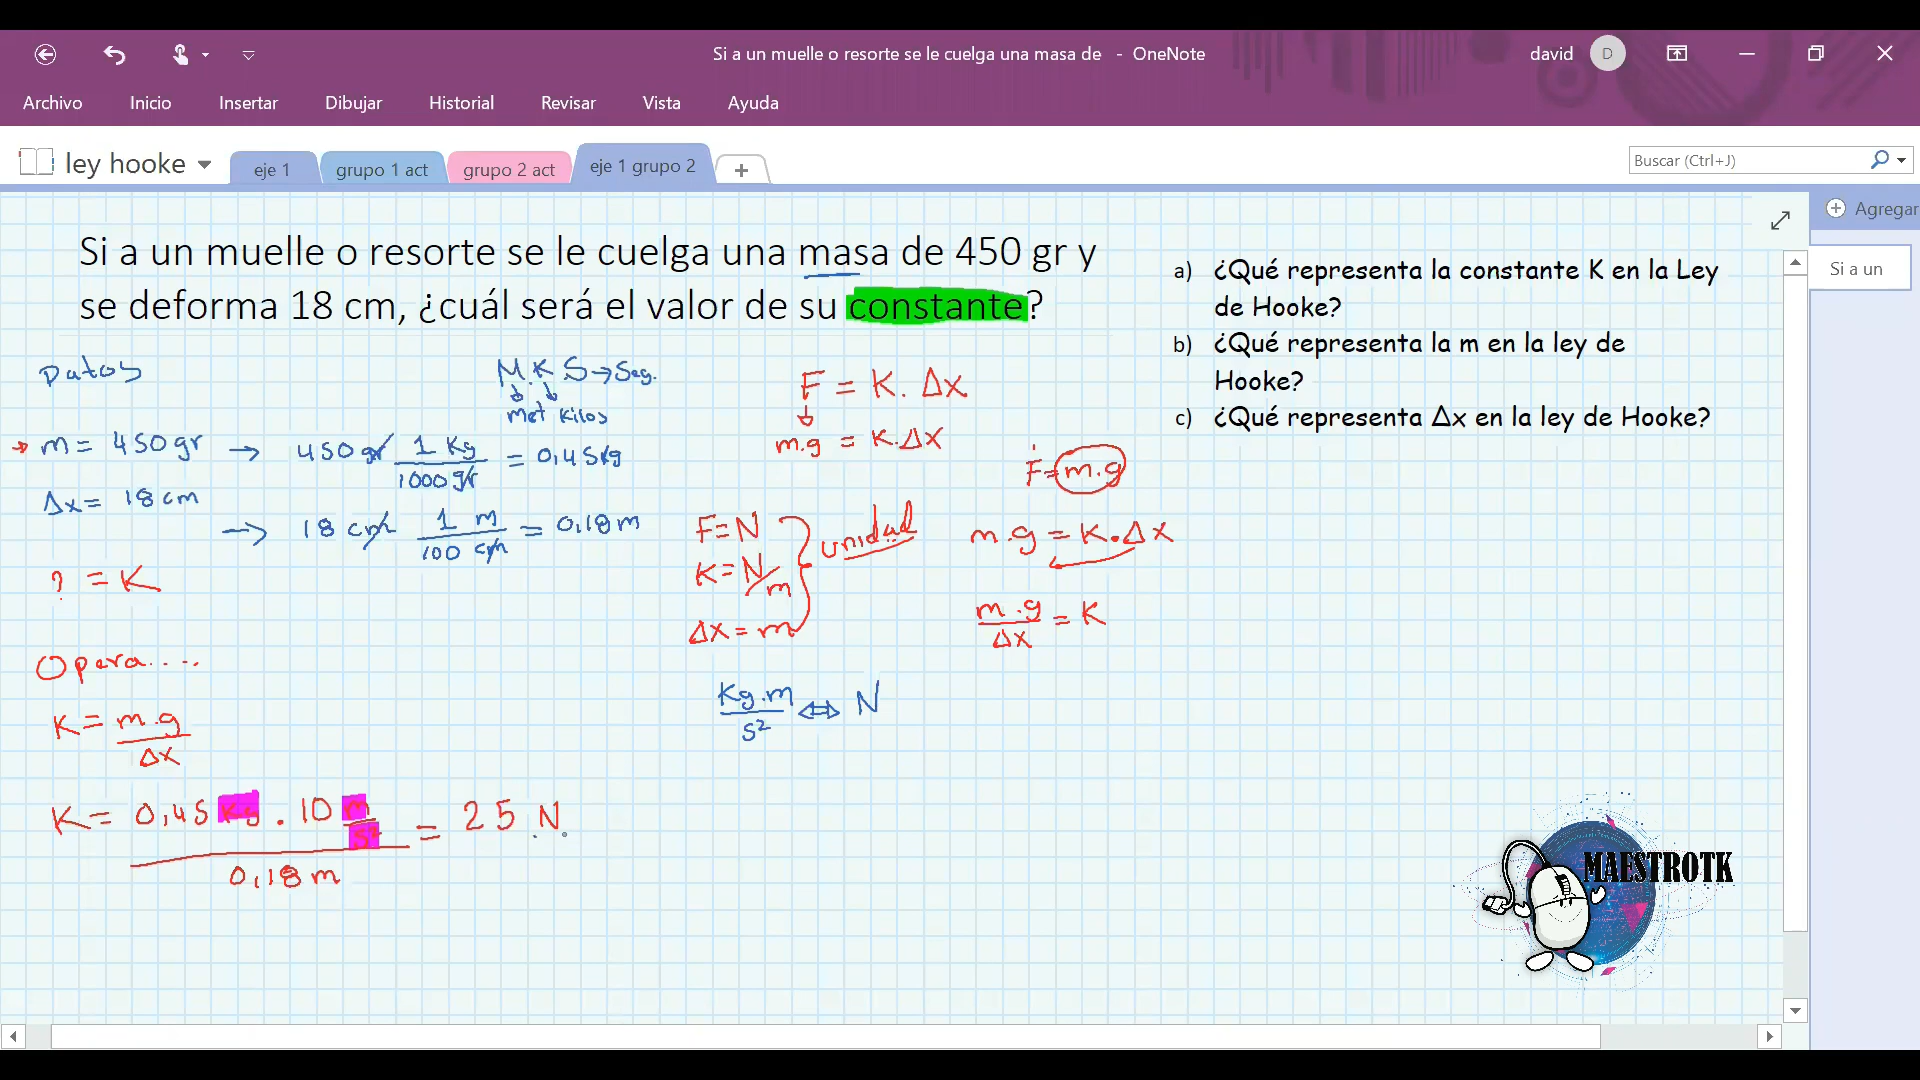 Si a un muelle o resorte se le cuelga una masa de - OneNote
david D
Archivo Inicio Insertar Dibujar Historial Revisar Vista Ayuda
ley hooke eje 1 grupo 1 act grupo 2 act eje 1 grupo 2 +
Buscar (Ctrl+J)
Agregar
Si a un
Si a un muelle o resorte se le cuelga una masa de 450 gr y
se deforma 18 cm, ¿cuál será el valor de su constante?
a) ¿Qué representa la constante K en la Ley
de Hooke?
b) ¿Qué representa la m en la ley de
Hooke?
c) ¿Qué representa Δx en la ley de Hooke?
Datos
M.K S → Seg.
met kilos
m = 450 gr → 450 gr 1 Kg / 1000 gr = 0,45 kg
Δx = 18 cm
→ 18 cm 1 m / 100 cm = 0,18 m
? = K
F = K. Δx
m.g = K.Δx
F = m.g
F = N
K = N/m
Δx = m
unidad
m.g = K.Δx
m.g / Δx = K
Kg.m / s² ⇔ N
Opera....
K = m.g / Δx
K = 0,45 kg . 10 m / s² / 0,18 m = 25 N
MAESTROTK